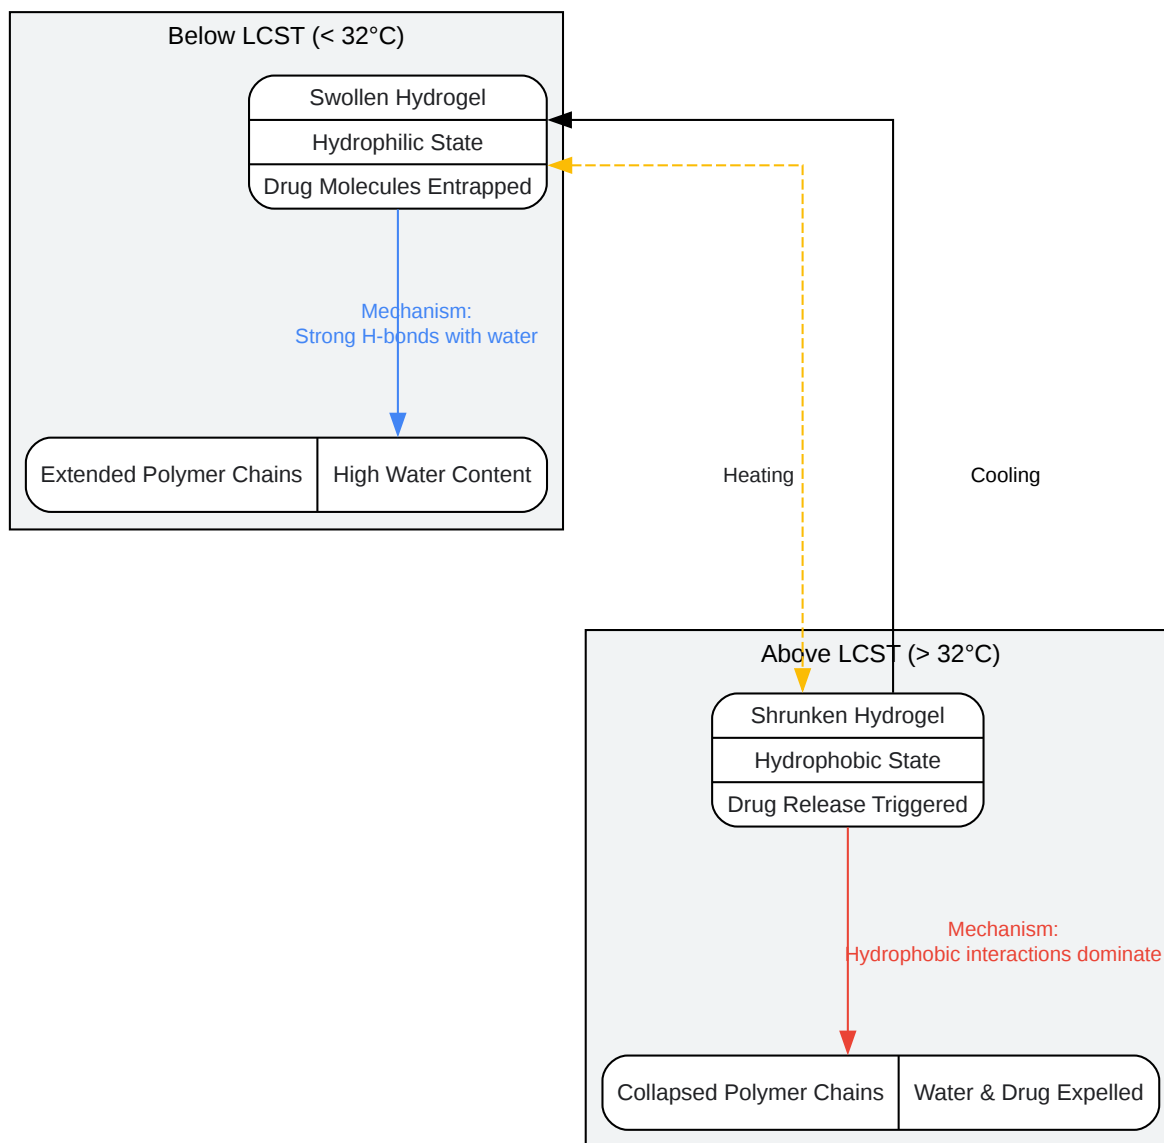 Below LCST (< 32°C)
Swollen Hydrogel
Hydrophilic State
Drug Molecules Entrapped
Mechanism:
Strong H-bonds with water
Extended Polymer Chains
High Water Content
Heating
Cooling
Above LCST (> 32°C)
Shrunken Hydrogel
Hydrophobic State
Drug Release Triggered
Mechanism:
Hydrophobic interactions dominate
Collapsed Polymer Chains
Water & Drug Expelled